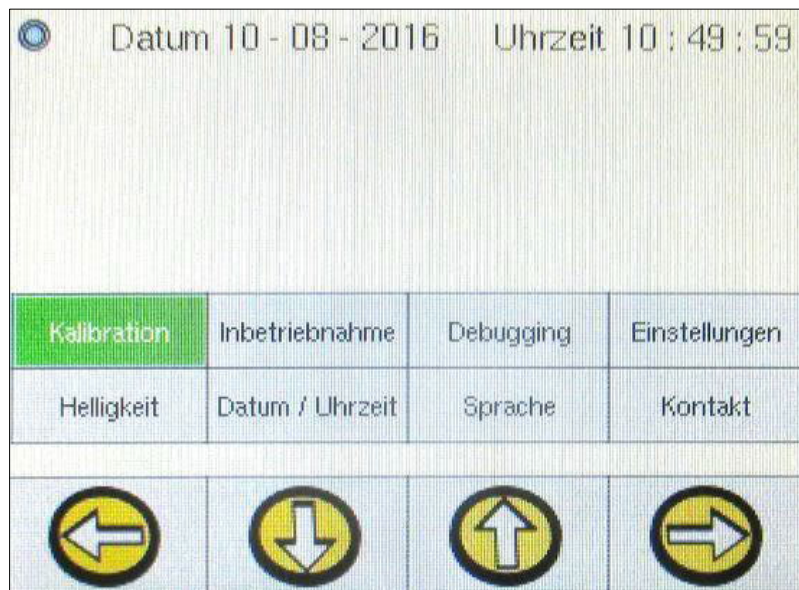 Datum 10 - 08 - 2016 Uhrzeit 10 : 49 : 59
Kalibration Inbetriebnahme Debugging Einstellungen
Helligkeit Datum / Uhrzeit Sprache Kontakt